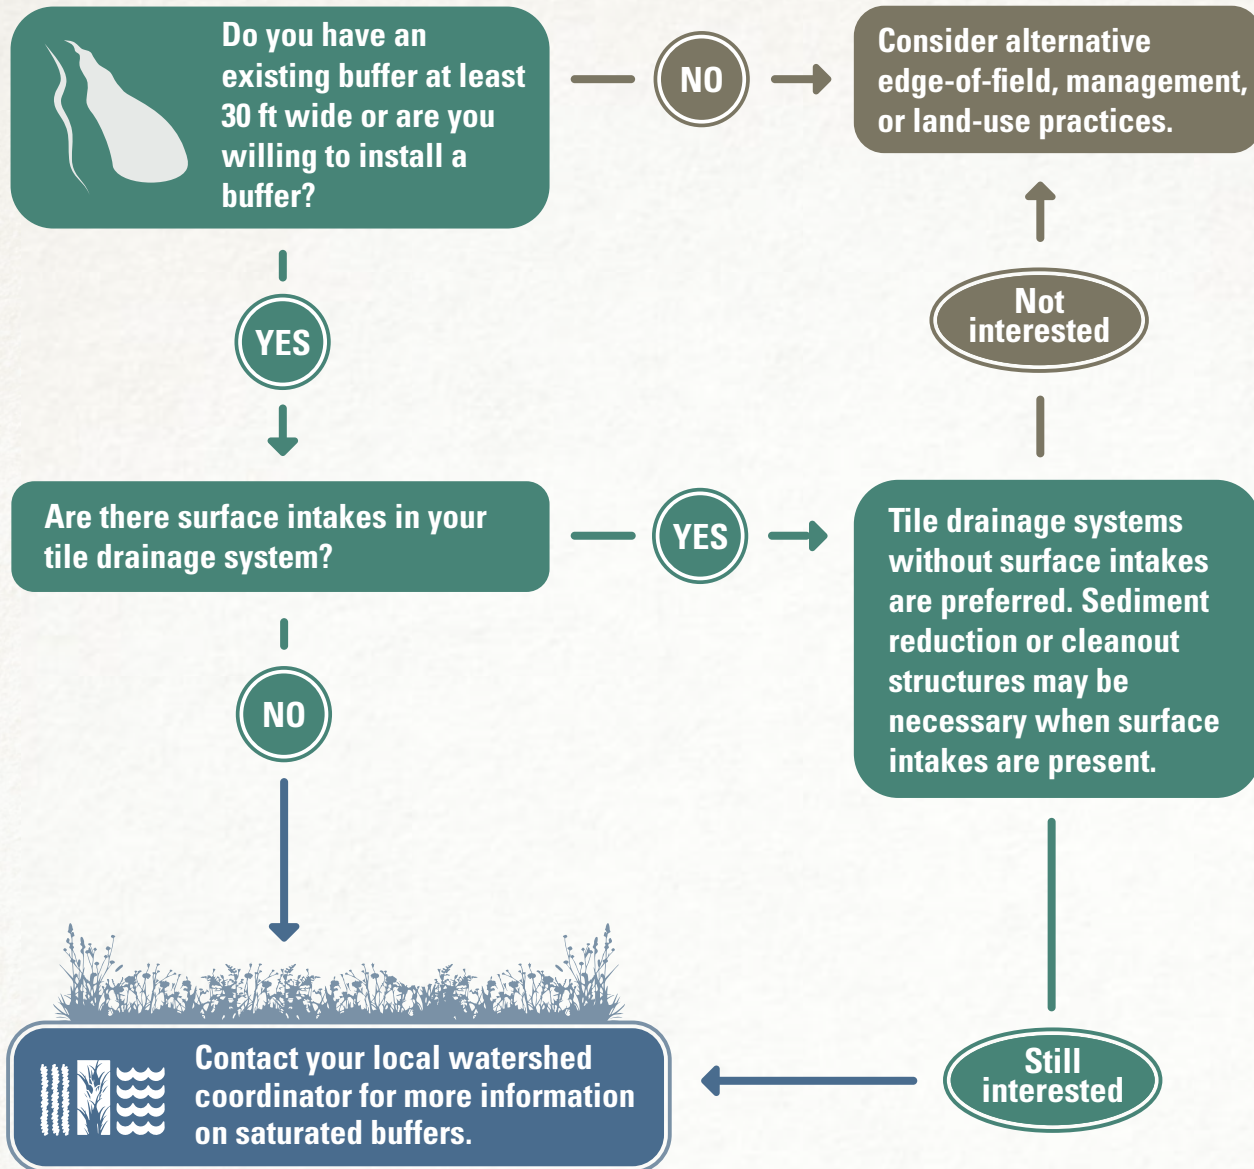 Do you have an
existing buffer at least
30 ft wide or are you
willing to install a
buffer?
NO
Consider alternative
edge-of-field, management,
or land-use practices.
Not
interested
YES
Are there surface intakes in your
tile drainage system?
YES
Tile drainage systems
without surface intakes
are preferred. Sediment
reduction or cleanout
structures may be
necessary when surface
intakes are present.
NO
Still
interested
Contact your local watershed
coordinator for more information
on saturated buffers.